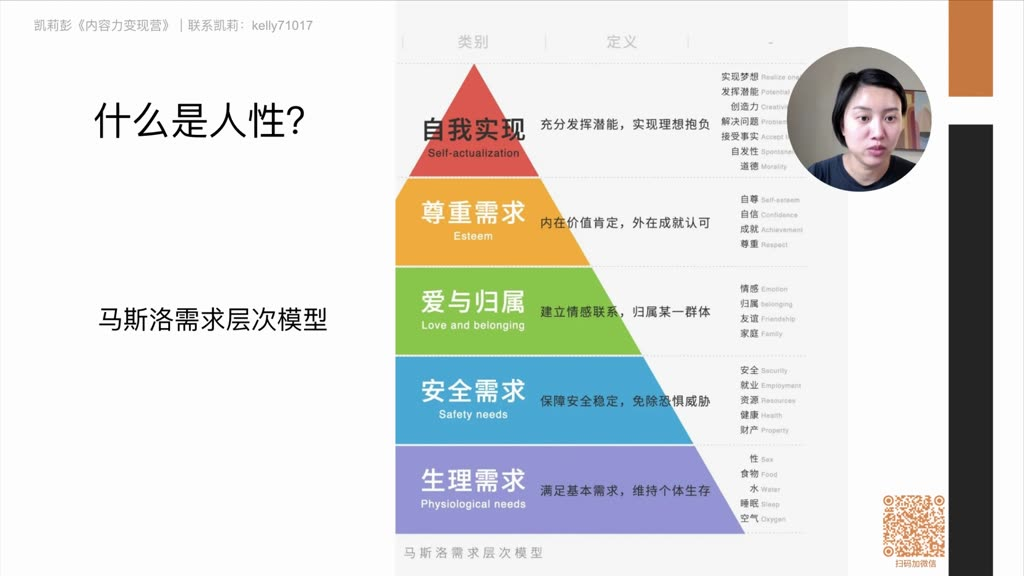 凯莉彭《内容力变现营》｜联系凯莉：kelly71017
什么是人性？
马斯洛需求层次模型
类别 定义 -
自我实现
Self-actualization
充分发挥潜能，实现理想抱负
实现梦想 Realize one
发挥潜能 Potential
创造力
解决问题
接受事实 Accept
自发性
道德 Morality
尊重需求
Esteem
内在价值肯定，外在成就认可
自尊 Self-esteem
自信 Confidence
成就 Achievement
尊重 Respect
爱与归属
Love and belonging
建立情感联系，归属某一群体
情感 Emotion
归属 belonging
友谊 Friendship
家庭 Family
安全需求
Safety needs
保障安全稳定，免除恐惧威胁
安全 Security
就业 Employment
资源 Resources
健康 Health
财产 Property
生理需求
Physiological needs
满足基本需求，维持个体生存
性 Sex
食物 Food
水 Water
睡眠 Sleep
空气 Oxygen
马斯洛需求层次模型
扫码加微信